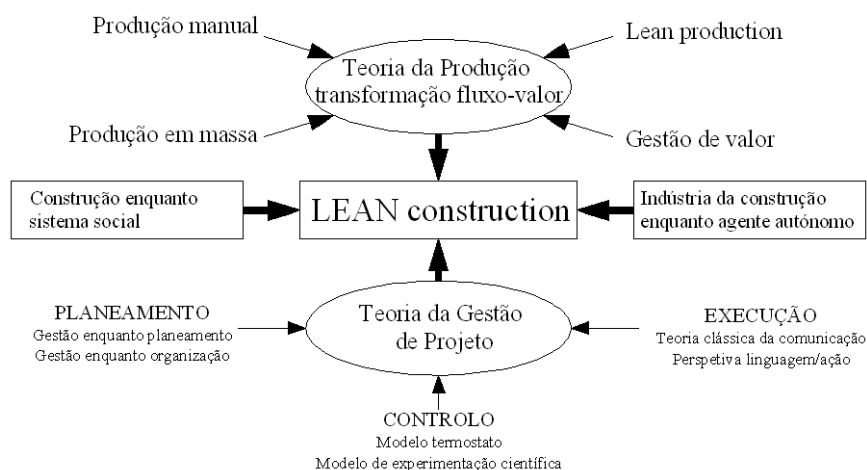 Produção manual
Lean production
Teoria da Produção
transformação fluxo-valor
Produção em massa
Gestão de valor
Construção enquanto
sistema social
LEAN construction
Indústria da construção
enquanto agente autónomo
PLANEAMENTO
Gestão enquanto planeamento
Gestão enquanto organização
Teoria da Gestão
de Projeto
EXECUÇÃO
Teoria clássica da comunicação
Perspetiva linguagem/ação
CONTROLO
Modelo termostato
Modelo de experimentação científica